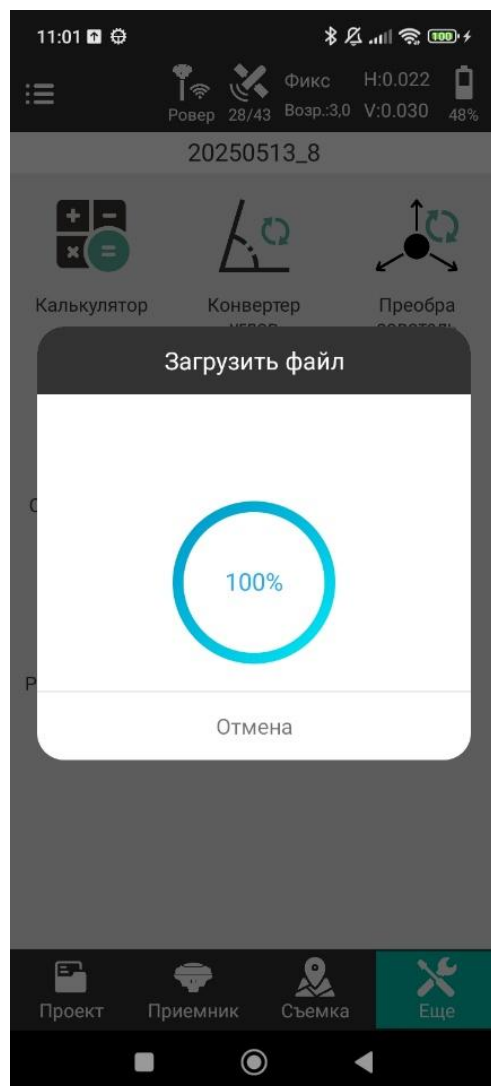 11:01
100
Фикс H:0.022
Ровер 28/43 Возр.:3,0 V:0.030 48%
20250513_8
Калькулятор Конвертер Преобра
Загрузить файл
100%
Отмена
Проект Приемник Съемка Еще